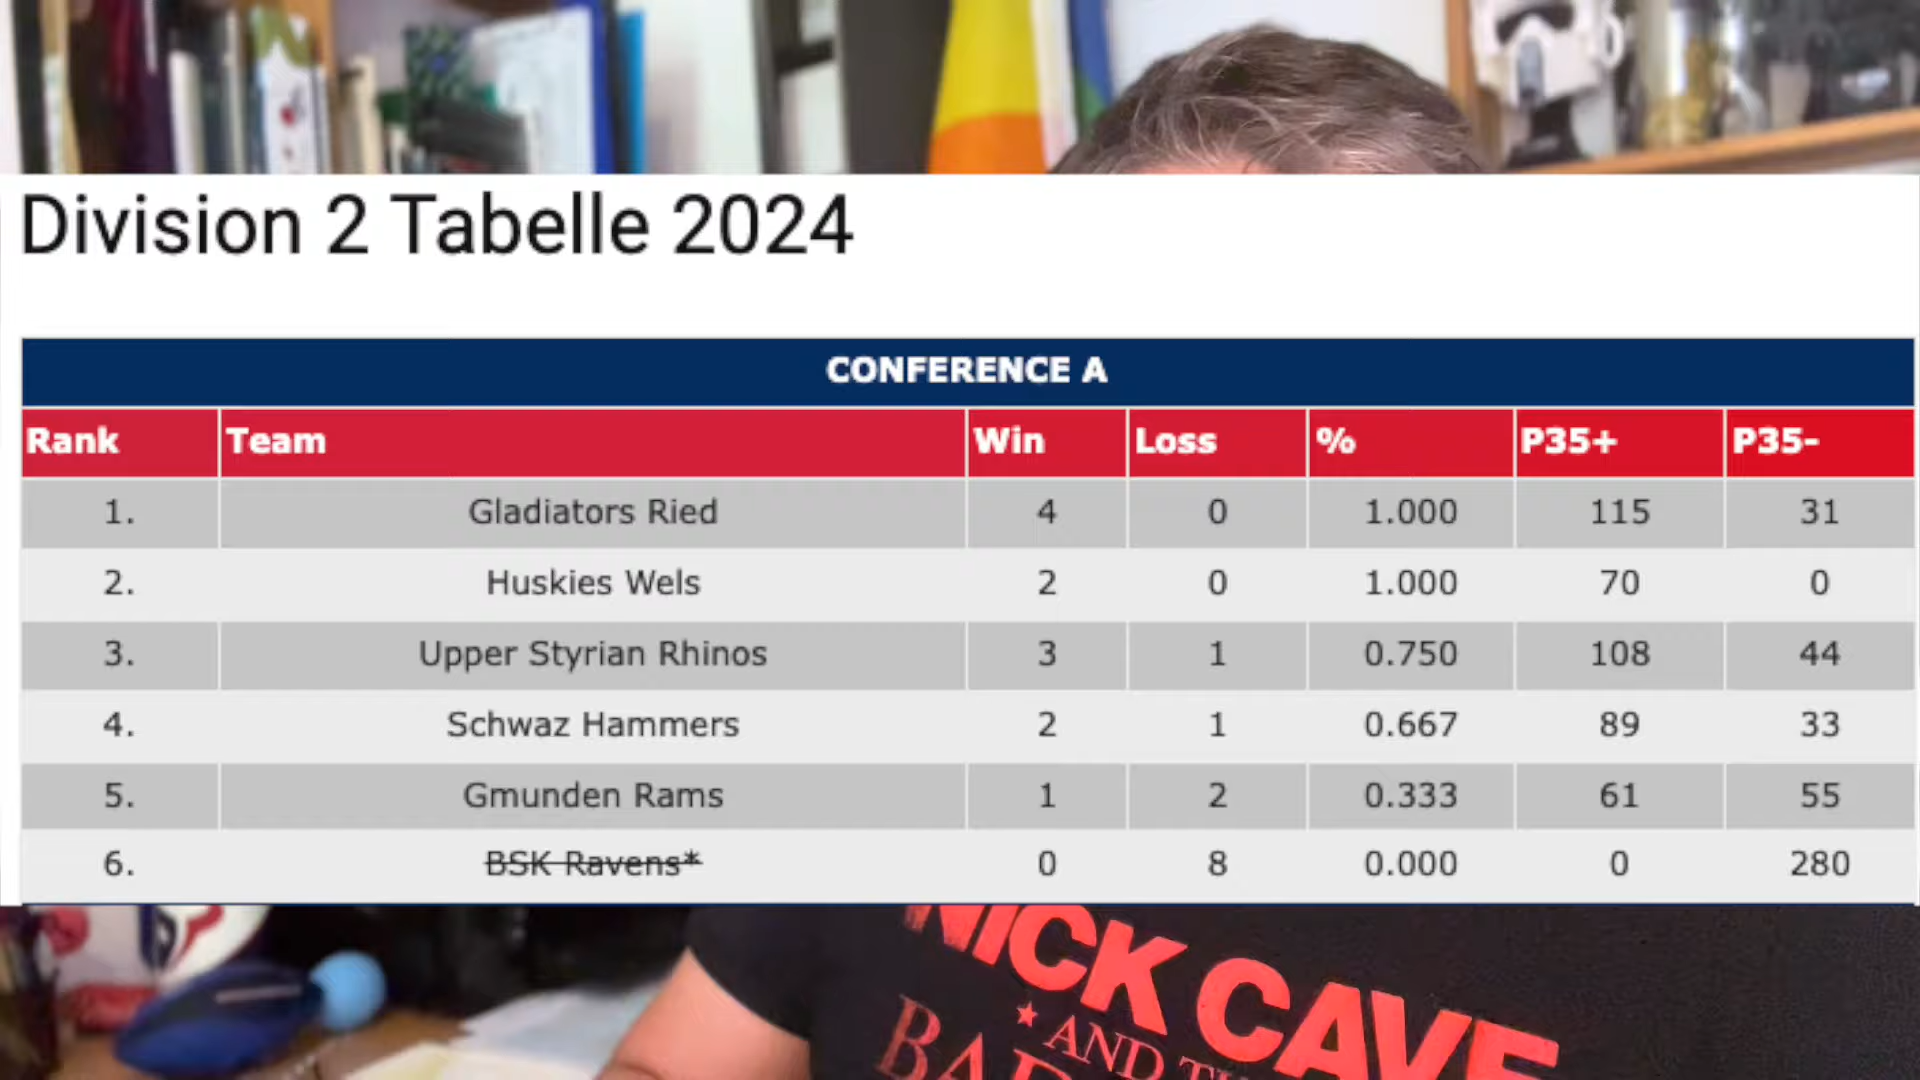 Division 2 Tabelle 2024
CONFERENCE A
Rank Team Win Loss % P35+ P35-
1. Gladiators Ried 4 0 1.000 115 31
2. Huskies Wels 2 0 1.000 70 0
3. Upper Styrian Rhinos 3 1 0.750 108 44
4. Schwaz Hammers 2 1 0.667 89 33
5. Gmunden Rams 1 2 0.333 61 55
6. BSK Ravens* 0 8 0.000 0 280
NICK CAVE
AND